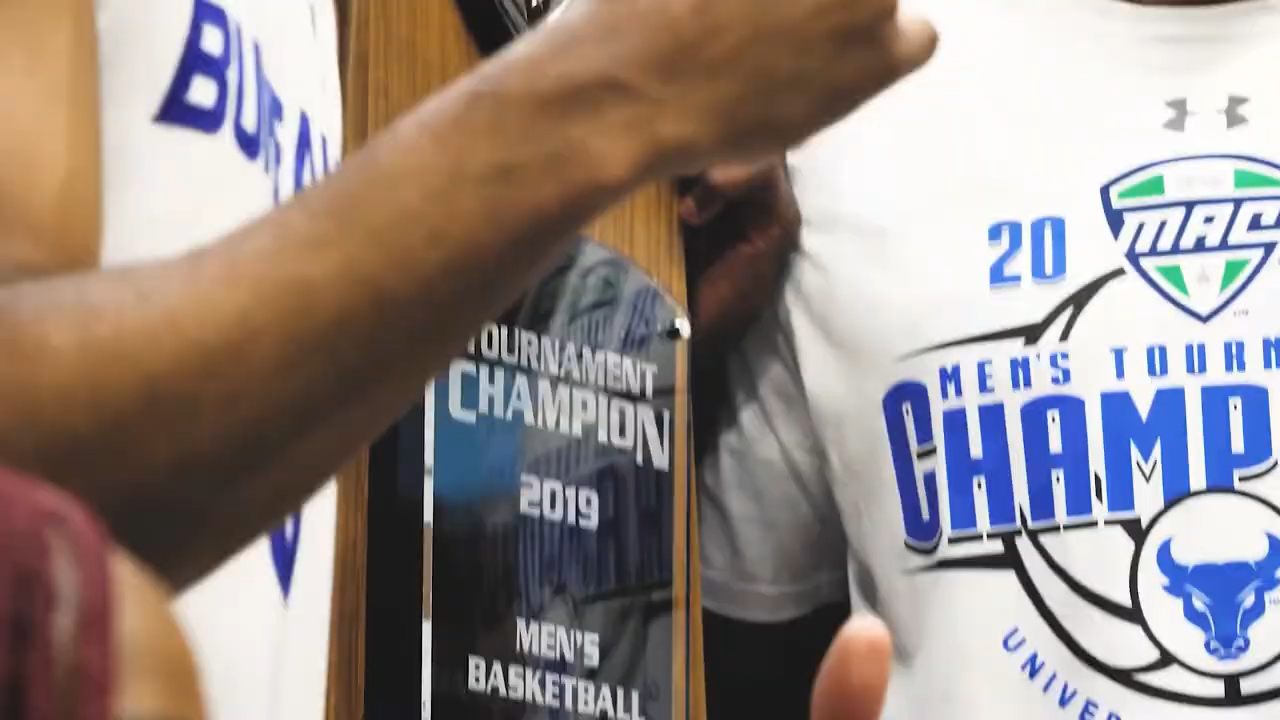 BUFFAL
TOURNAMENT
CHAMPION
2019
MEN'S
BASKETBALL
20
MAC
MEN'S TOURN
CHAMP
UNIVER